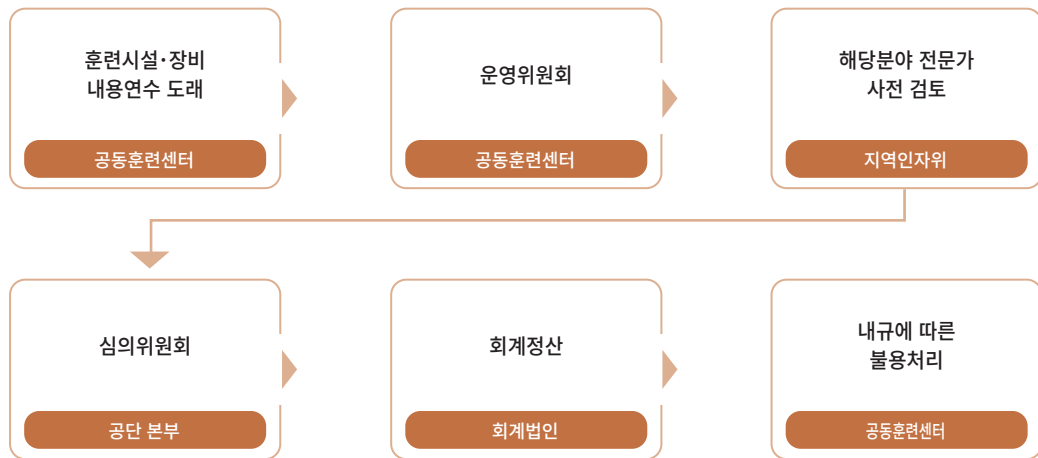 훈련시설·장비
내용연수 도래
공동훈련센터
운영위원회
공동훈련센터
해당분야 전문가
사전 검토
지역인자위
심의위원회
공단 본부
회계정산
회계법인
내규에 따른
불용처리
공동훈련센터